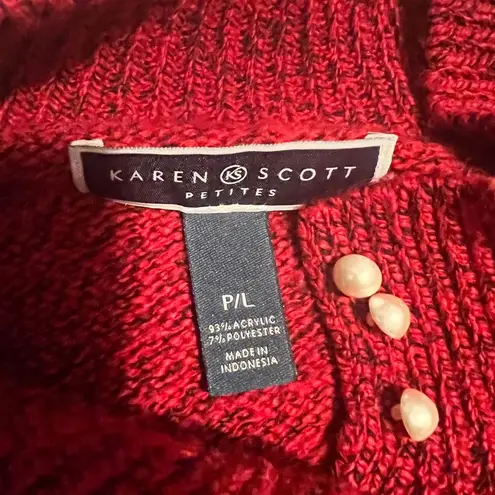 KAREN KS SCOTT
PETITES
P/L
93% ACRYLIC
7% POLYESTER
MADE IN
INDONESIA